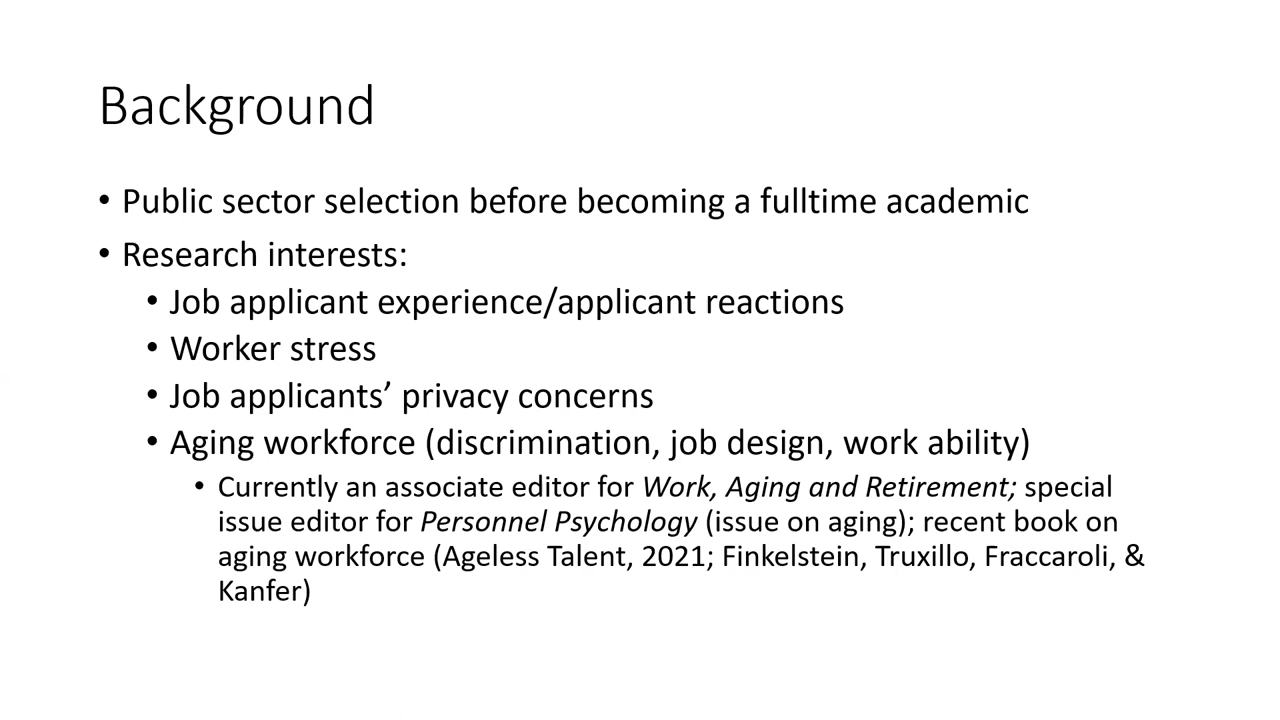 Background
• Public sector selection before becoming a fulltime academic
• Research interests:
• Job applicant experience/applicant reactions
• Worker stress
• Job applicants’ privacy concerns
• Aging workforce (discrimination, job design, work ability)
• Currently an associate editor for Work, Aging and Retirement; special
issue editor for Personnel Psychology (issue on aging); recent book on
aging workforce (Ageless Talent, 2021; Finkelstein, Truxillo, Fraccaroli, &
Kanfer)